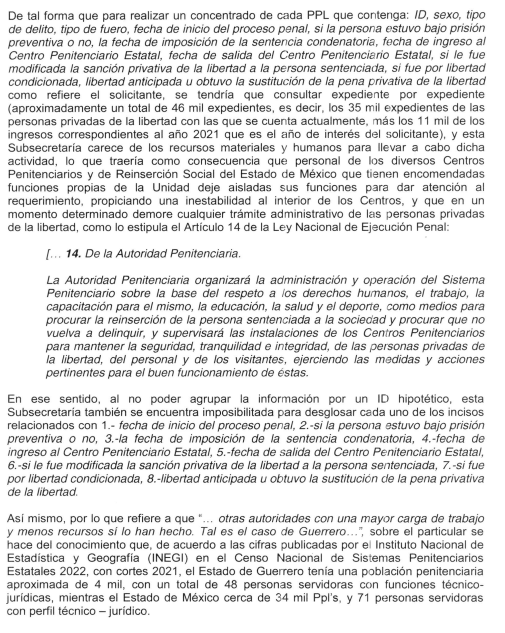 De tal forma que para realizar un concentrado de cada PPL que contenga: ID, sexo, tipo
de delito, tipo de fuero, fecha de inicio del proceso penal, si la persona estuvo bajo prisión
preventiva o no, la fecha de imposición de la sentencia condenatoria, fecha de ingreso al
Centro Penitenciario Estatal, fecha de salida del Centro Penitenciario Estatal, si le fue
modificada la sanción privativa de la libertad a la persona sentenciada, si fue por libertad
condicionada, libertad anticipada u obtuvo la sustitución de la pena privativa de la libertad
como refiere el solicitante, se tendría que consultar expediente por expediente
(aproximadamente un total de 46 mil expedientes, es decir, los 35 mil expedientes de las
personas privadas de la libertad con las que se cuenta actualmente, más los 11 mil de los
ingresos correspondientes al año 2021 que es el año de interés del solicitante), y esta
Subsecretaría carece de los recursos materiales y humanos para llevar a cabo dicha
actividad, lo que traería como consecuencia que personal de los diversos Centros
Penitenciarios y de Reinserción Social del Estado de México que tienen encomendadas
funciones propias de la Unidad deje aisladas sus funciones para dar atención al
requerimiento, propiciando una inestabilidad al interior de los Centros, y que en un
momento determinado demore cualquier trámite administrativo de las personas privadas
de la libertad, como lo estipula el Artículo 14 de la Ley Nacional de Ejecución Penal:
[... 14. De la Autoridad Penitenciaria.
La Autoridad Penitenciaria organizará la administración y operación del Sistema
Penitenciario sobre la base del respeto a los derechos humanos, el trabajo, la
capacitación para el mismo, la educación, la salud y el deporte, como medios para
procurar la reinserción de la persona sentenciada a la sociedad y procurar que no
vuelva a delinquir, y supervisará las instalaciones de los Centros Penitenciarios
para mantener la seguridad, tranquilidad e integridad, de las personas privadas de
la libertad, del personal y de los visitantes, ejerciendo las medidas y acciones
pertinentes para el buen funcionamiento de éstas.
En ese sentido, al no poder agrupar la información por un ID hipotético, esta
Subsecretaría también se encuentra imposibilitada para desglosar cada uno de los incisos
relacionados con 1.- fecha de inicio del proceso penal, 2.-si la persona estuvo bajo prisión
preventiva o no, 3.-la fecha de imposición de la sentencia condenatoria, 4.-fecha de
ingreso al Centro Penitenciario Estatal, 5.-fecha de salida del Centro Penitenciario Estatal,
6.-si le fue modificada la sanción privativa de la libertad a la persona sentenciada, 7.-si fue
por libertad condicionada, 8.-libertad anticipada u obtuvo la sustitución de la pena privativa
de la libertad.
Así mismo, por lo que refiere a que "... otras autoridades con una mayor carga de trabajo
y menos recursos si lo han hecho. Tal es el caso de Guerrero...", sobre el particular se
hace del conocimiento que, de acuerdo a las cifras publicadas por el Instituto Nacional de
Estadística y Geografía (INEGI) en el Censo Nacional de Sistemas Penitenciarios
Estatales 2022, con cortes 2021, el Estado de Guerrero tenía una población penitenciaria
aproximada de 4 mil, con un total de 48 personas servidoras con funciones técnico-
jurídicas, mientras el Estado de México cerca de 34 mil Ppl's, y 71 personas servidoras
con perfil técnico – jurídico.